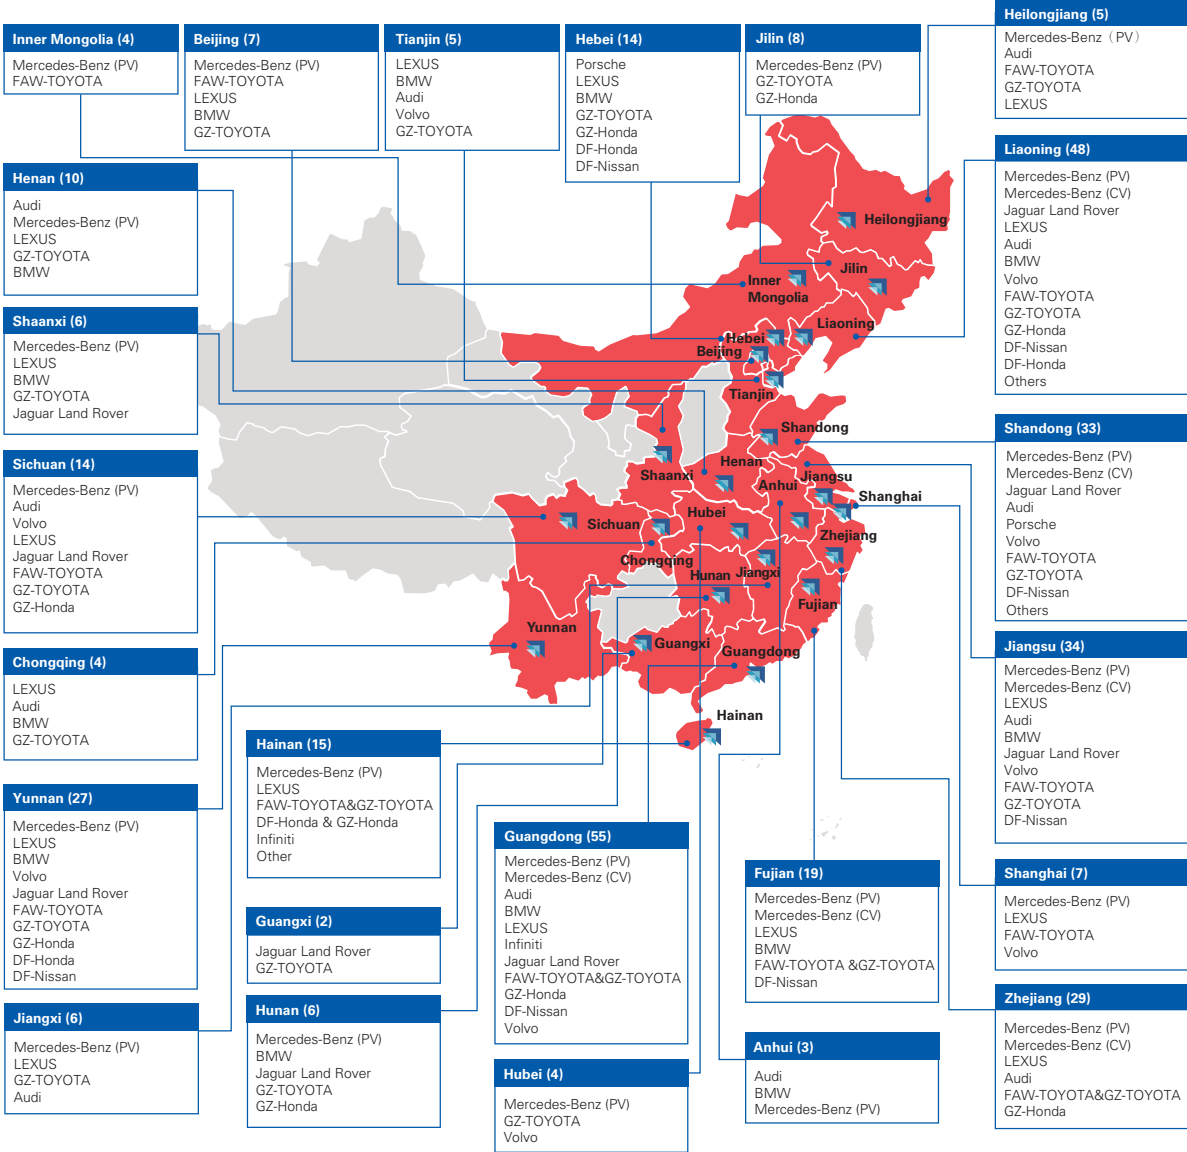 Inner Mongolia (4)
Mercedes-Benz (PV)
FAW-TOYOTA
Beijing (7)
Mercedes-Benz (PV)
FAW-TOYOTA
LEXUS
BMW
GZ-TOYOTA
Tianjin (5)
LEXUS
BMW
Audi
Volvo
GZ-TOYOTA
Hebei (14)
Porsche
LEXUS
BMW
GZ-TOYOTA
GZ-Honda
DF-Honda
DF-Nissan
Jilin (8)
Mercedes-Benz (PV)
GZ-TOYOTA
GZ-Honda
Heilongjiang (5)
Mercedes-Benz（PV）
Audi
FAW-TOYOTA
GZ-TOYOTA
LEXUS
Henan (10)
Audi
Mercedes-Benz (PV)
LEXUS
GZ-TOYOTA
BMW
Shaanxi (6)
Mercedes-Benz (PV)
LEXUS
BMW
GZ-TOYOTA
Jaguar Land Rover
Sichuan (14)
Mercedes-Benz (PV)
Audi
Volvo
LEXUS
Jaguar Land Rover
FAW-TOYOTA
GZ-TOYOTA
GZ-Honda
Chongqing (4)
LEXUS
Audi
BMW
GZ-TOYOTA
Yunnan (27)
Mercedes-Benz (PV)
LEXUS
BMW
Volvo
Jaguar Land Rover
FAW-TOYOTA
GZ-TOYOTA
GZ-Honda
DF-Honda
DF-Nissan
Jiangxi (6)
Mercedes-Benz (PV)
LEXUS
GZ-TOYOTA
Audi
Heilongjiang
Jilin
Inner
Mongolia
Liaoning
Hebei
Beijing
Tianjin
Shandong
Henan
Shaanxi
Jiangsu
Anhui
Shanghai
Hubei
Sichuan
Zhejiang
Chongqing
Hunan
Jiangxi
Fujian
Yunnan
Guangxi
Guangdong
Hainan
Hainan (15)
Mercedes-Benz (PV)
LEXUS
FAW-TOYOTA&GZ-TOYOTA
DF-Honda & GZ-Honda
Infiniti
Other
Guangxi (2)
Jaguar Land Rover
GZ-TOYOTA
Hunan (6)
Mercedes-Benz (PV)
BMW
Jaguar Land Rover
GZ-TOYOTA
GZ-Honda
Guangdong (55)
Mercedes-Benz (PV)
Mercedes-Benz (CV)
Audi
BMW
LEXUS
Infiniti
Jaguar Land Rover
FAW-TOYOTA&GZ-TOYOTA
GZ-Honda
DF-Nissan
Volvo
Hubei (4)
Mercedes-Benz (PV)
GZ-TOYOTA
Volvo
Fujian (19)
Mercedes-Benz (PV)
Mercedes-Benz (CV)
LEXUS
BMW
FAW-TOYOTA &GZ-TOYOTA
DF-Nissan
Anhui (3)
Audi
BMW
Mercedes-Benz (PV)
Liaoning (48)
Mercedes-Benz (PV)
Mercedes-Benz (CV)
Jaguar Land Rover
LEXUS
Audi
BMW
Volvo
FAW-TOYOTA
GZ-TOYOTA
GZ-Honda
DF-Nissan
DF-Honda
Others
Shandong (33)
Mercedes-Benz (PV)
Mercedes-Benz (CV)
Jaguar Land Rover
Audi
Porsche
Volvo
FAW-TOYOTA
GZ-TOYOTA
DF-Nissan
Others
Jiangsu (34)
Mercedes-Benz (PV)
Mercedes-Benz (CV)
LEXUS
Audi
BMW
Jaguar Land Rover
Volvo
FAW-TOYOTA
GZ-TOYOTA
DF-Nissan
Shanghai (7)
Mercedes-Benz (PV)
LEXUS
FAW-TOYOTA
Volvo
Zhejiang (29)
Mercedes-Benz (PV)
Mercedes-Benz (CV)
LEXUS
Audi
FAW-TOYOTA&GZ-TOYOTA
GZ-Honda